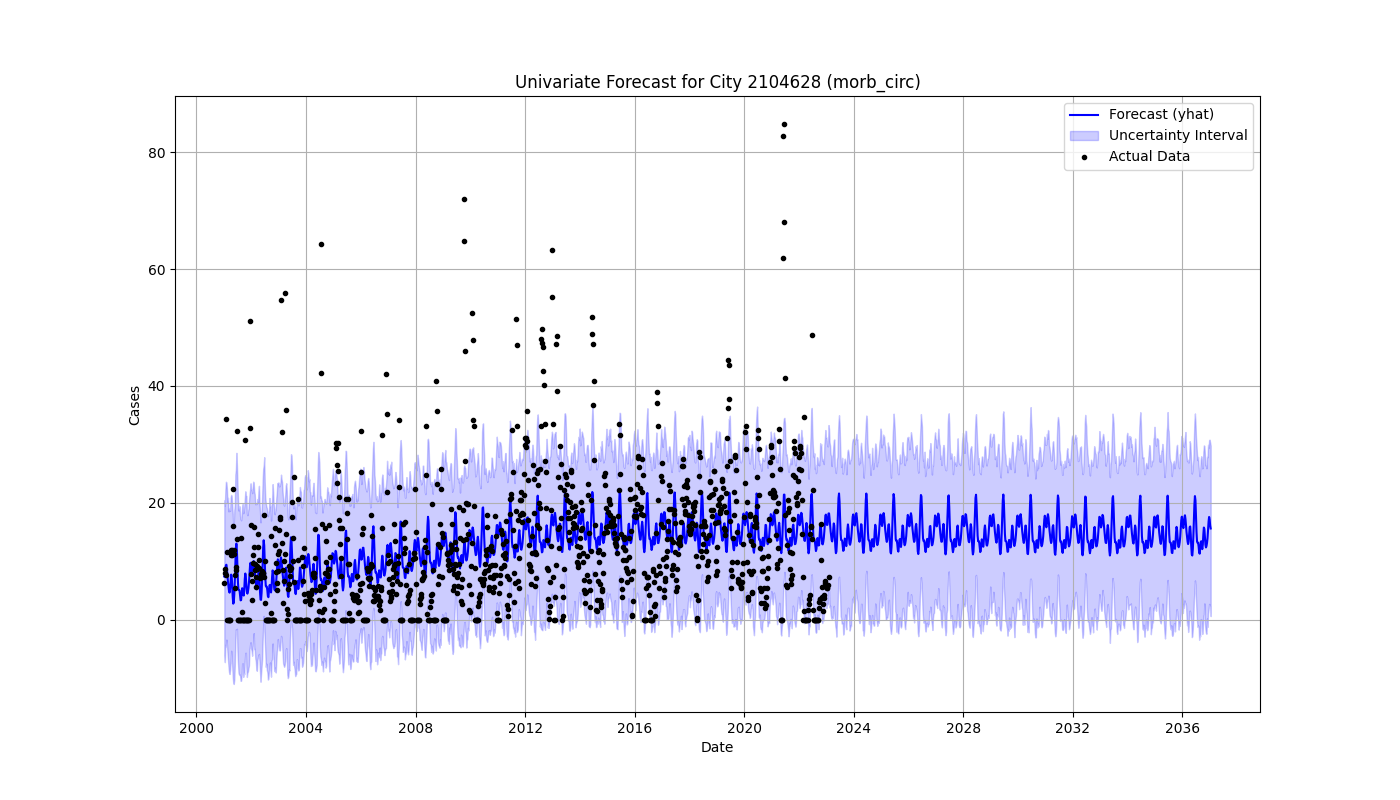 Univariate Forecast for City 2104628 (morb_circ)
Forecast (yhat)
Uncertainty Interval
Actual Data
Cases
80
60
40
20
0
2000 2004 2008 2012 2016 2020 2024 2028 2032 2036
Date